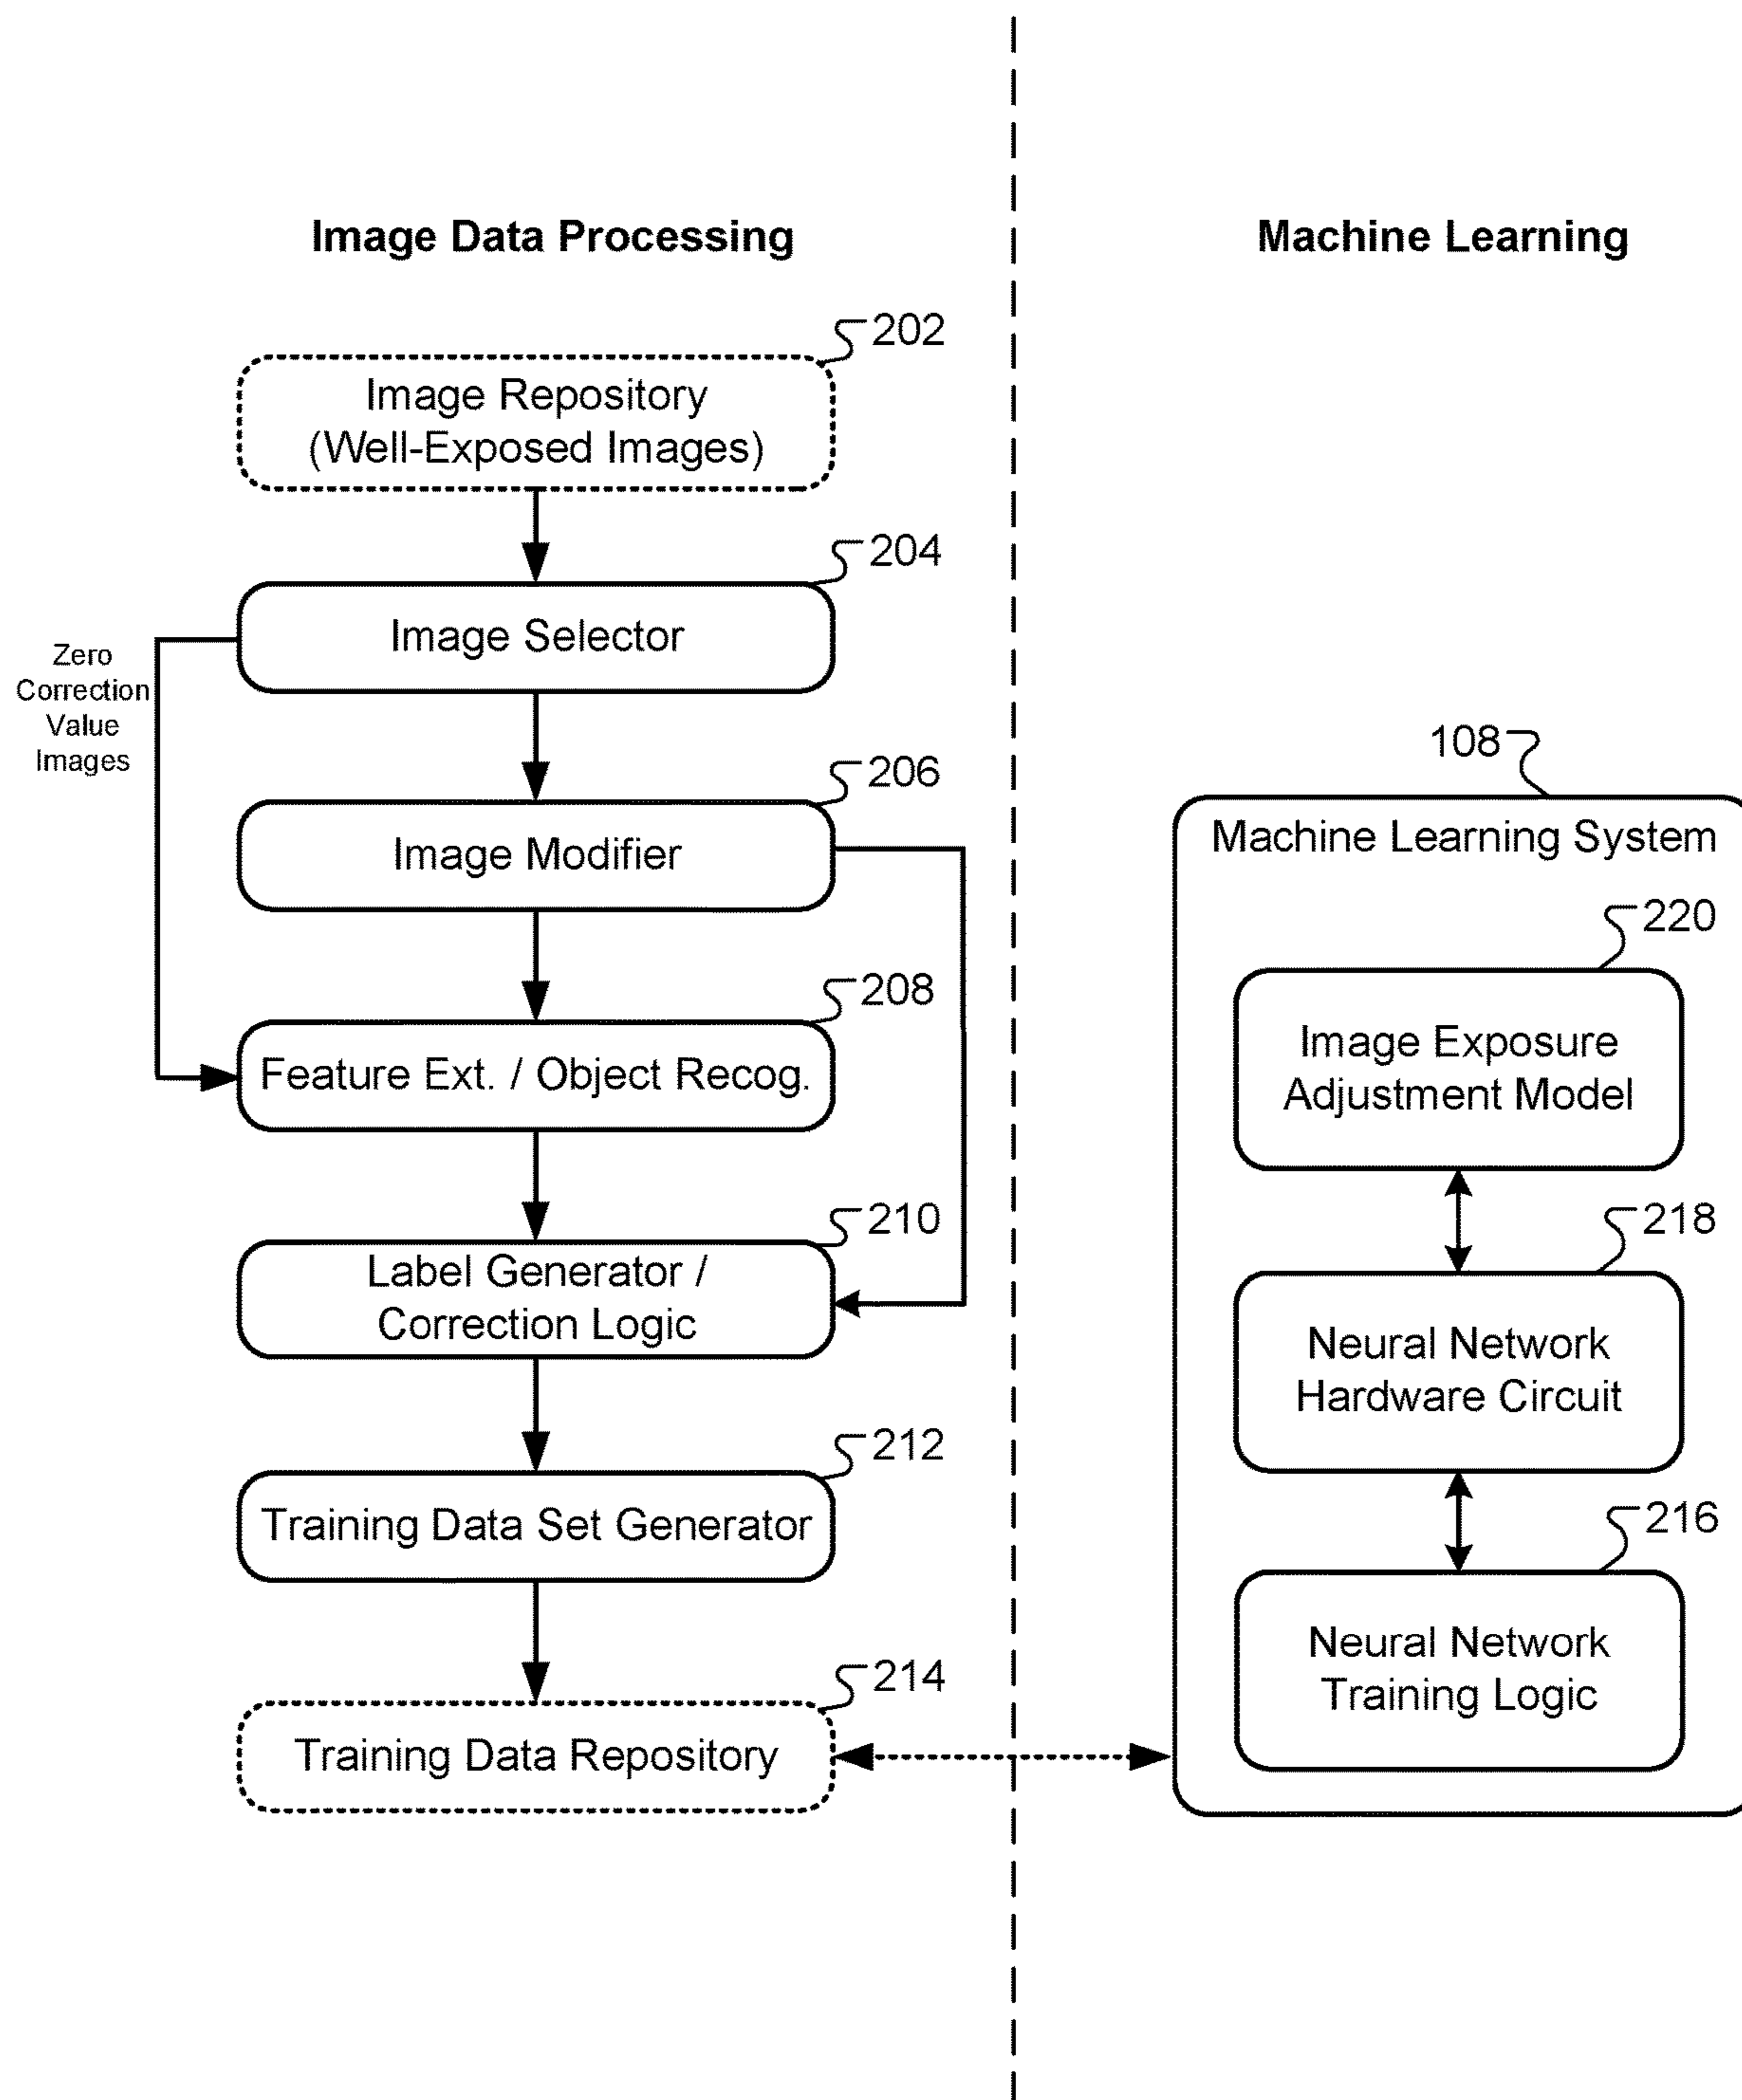 Image Data Processing
202
Image Repository
(Well-Exposed Images)
204
Image Selector
Zero
Correction
Value
Images
206
Image Modifier
208
Feature Ext. / Object Recog.
210
Label Generator /
Correction Logic
212
Training Data Set Generator
214
Training Data Repository
Machine Learning
108
Machine Learning System
220
Image Exposure
Adjustment Model
218
Neural Network
Hardware Circuit
216
Neural Network
Training Logic